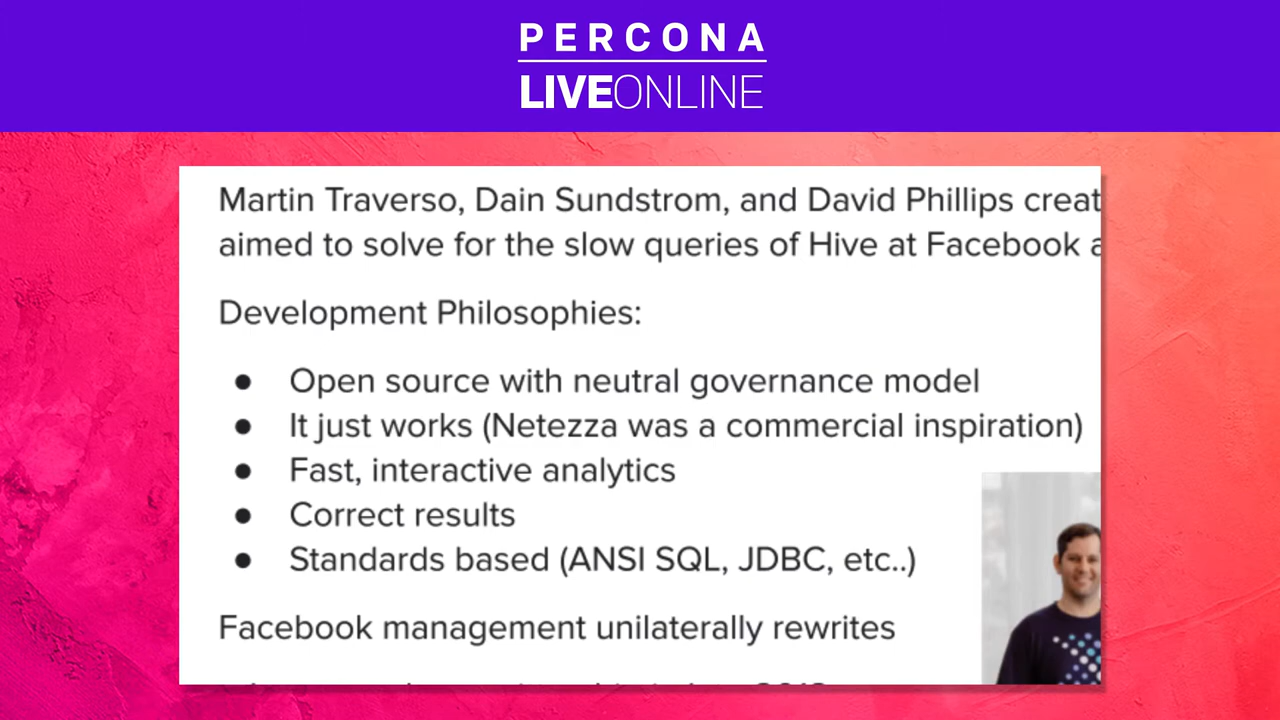 PERCONA
LIVEONLINE
Martin Traverso, Dain Sundstrom, and David Phillips creat
aimed to solve for the slow queries of Hive at Facebook a
Development Philosophies:
● Open source with neutral governance model
● It just works (Netezza was a commercial inspiration)
● Fast, interactive analytics
● Correct results
● Standards based (ANSI SQL, JDBC, etc..)
Facebook management unilaterally rewrites